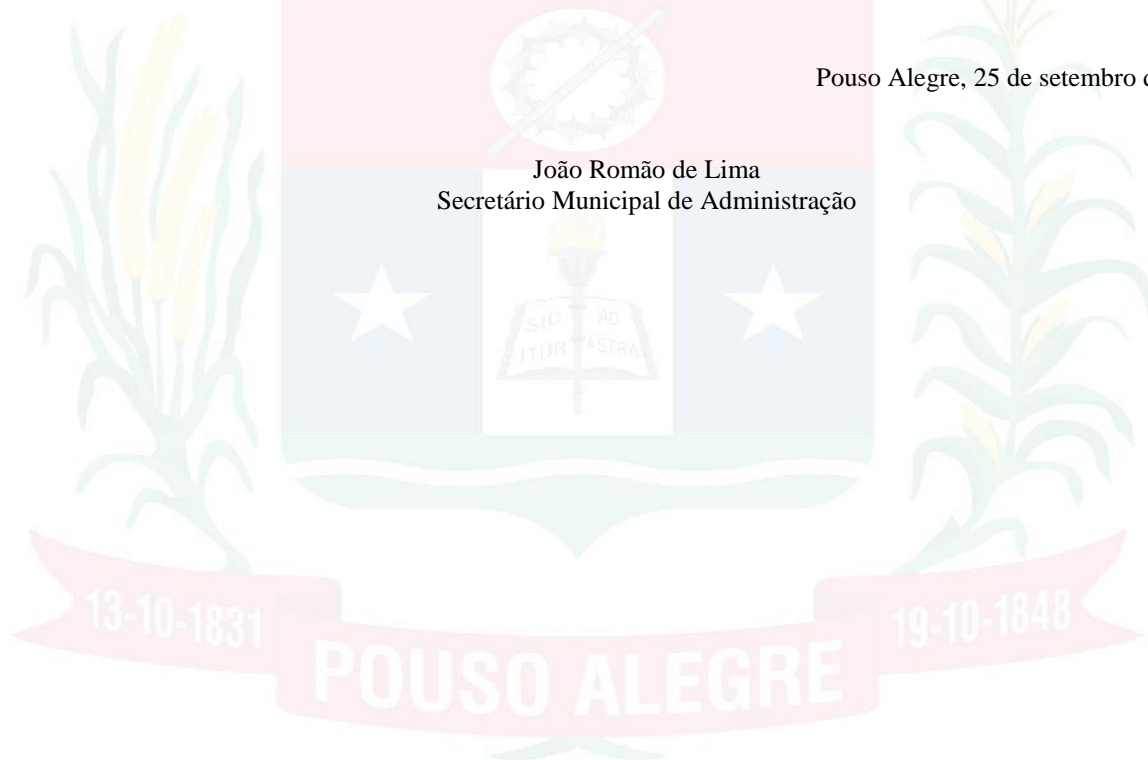 Pouso Alegre, 25 de setembro
João Romão de Lima
Secretário Municipal de Administração
SIC AD
ITUR ASTRA
13-10-1831
19-10-1848
POUSO ALEGRE